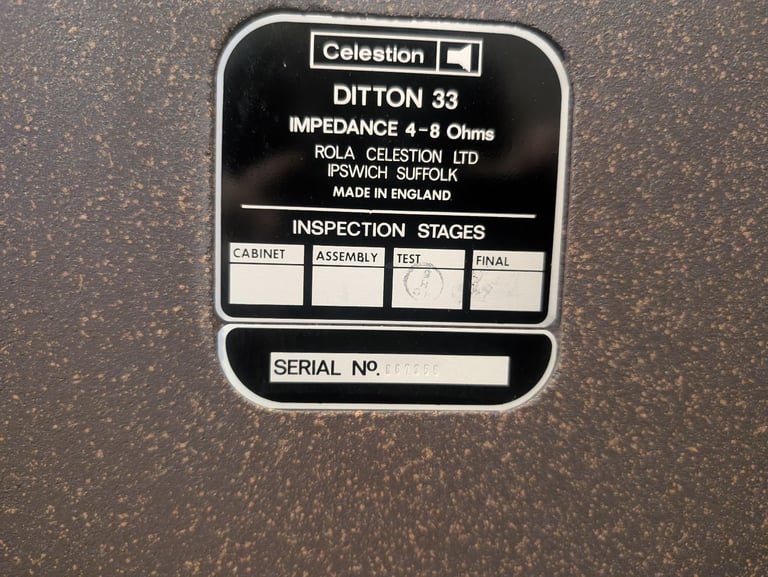 Celestion
DITTON 33
IMPEDANCE 4-8 Ohms
ROLA CELESTION LTD
IPSWICH SUFFOLK
MADE IN ENGLAND
INSPECTION STAGES
CABINET ASSEMBLY TEST FINAL
SERIAL No.